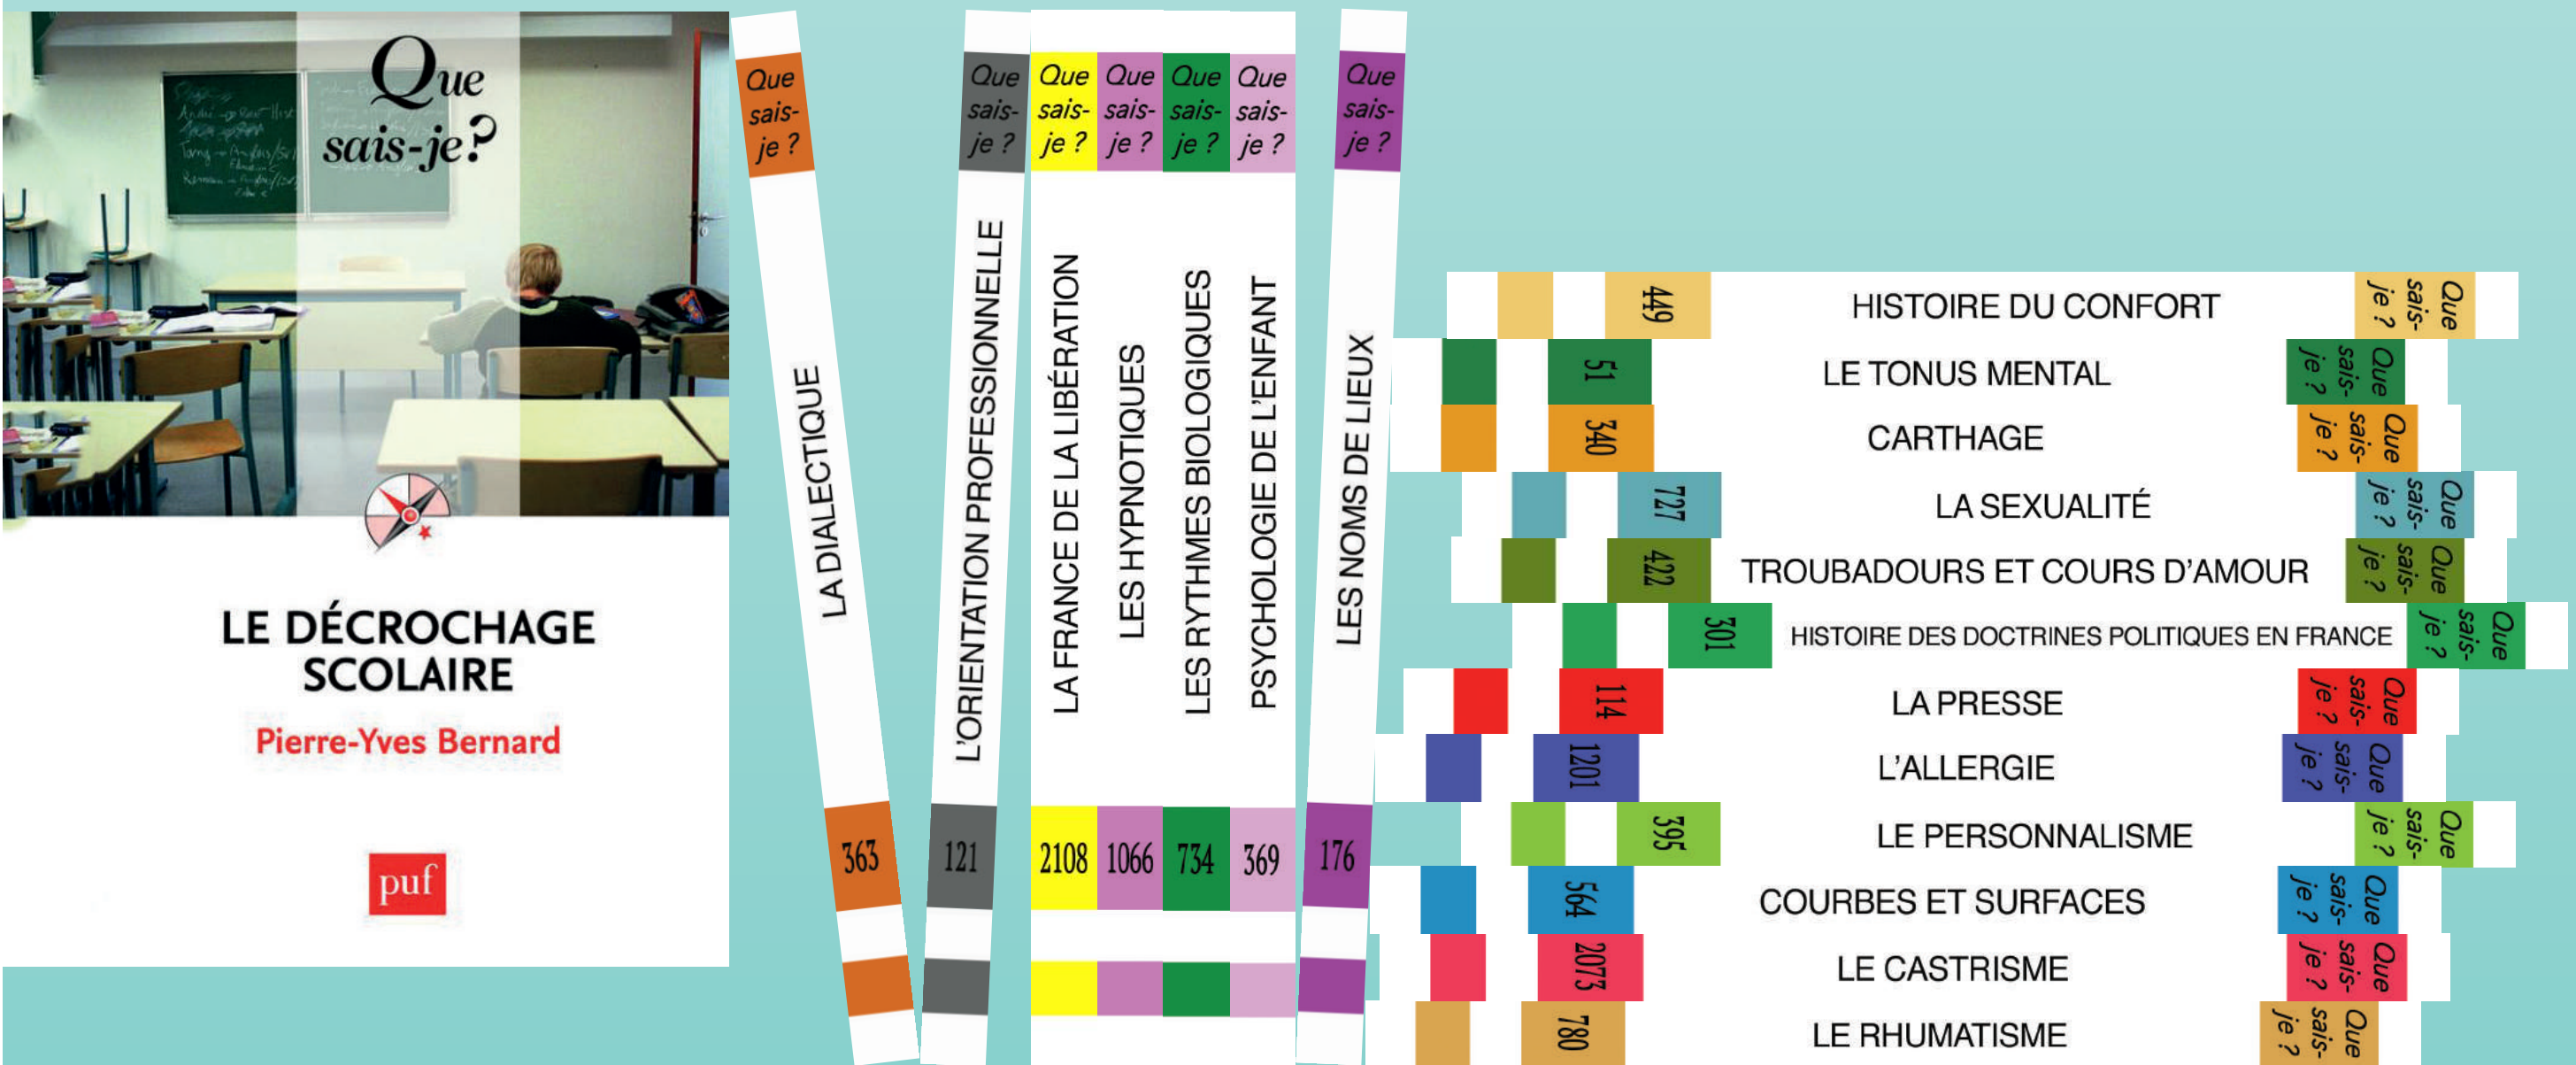 Que
sais-je?
LE DÉCROCHAGE
SCOLAIRE
Pierre-Yves Bernard
puf
Que
sais-
je ?
LA DIALECTIQUE
363
Que
sais-
je ?
L'ORIENTATION PROFESSIONNELLE
121
Que
sais-
je ?
LA FRANCE DE LA LIBÉRATION
2108
Que
sais-
je ?
LES HYPNOTIQUES
1066
Que
sais-
je ?
LES RYTHMES BIOLOGIQUES
734
Que
sais-
je ?
PSYCHOLOGIE DE L'ENFANT
369
Que
sais-
je ?
LES NOMS DE LIEUX
176
449
HISTOIRE DU CONFORT
Que
sais-
je ?
51
LE TONUS MENTAL
Que
sais-
je ?
340
CARTHAGE
Que
sais-
je ?
727
LA SEXUALITÉ
Que
sais-
je ?
422
TROUBADOURS ET COURS D'AMOUR
Que
sais-
je ?
301
HISTOIRE DES DOCTRINES POLITIQUES EN FRANCE
Que
sais-
je ?
114
LA PRESSE
Que
sais-
je ?
1201
L'ALLERGIE
Que
sais-
je ?
395
LE PERSONNALISME
Que
sais-
je ?
564
COURBES ET SURFACES
Que
sais-
je ?
2073
LE CASTRISME
Que
sais-
je ?
780
LE RHUMATISME
Que
sais-
je ?